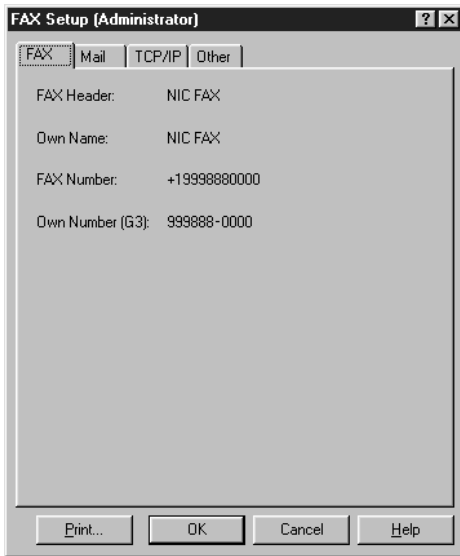 FAX Setup (Administrator)
FAX Mail TCP/IP Other
FAX Header: NIC FAX
Own Name: NIC FAX
FAX Number: +19998880000
Own Number (G3): 999888-0000
Print... OK Cancel Help